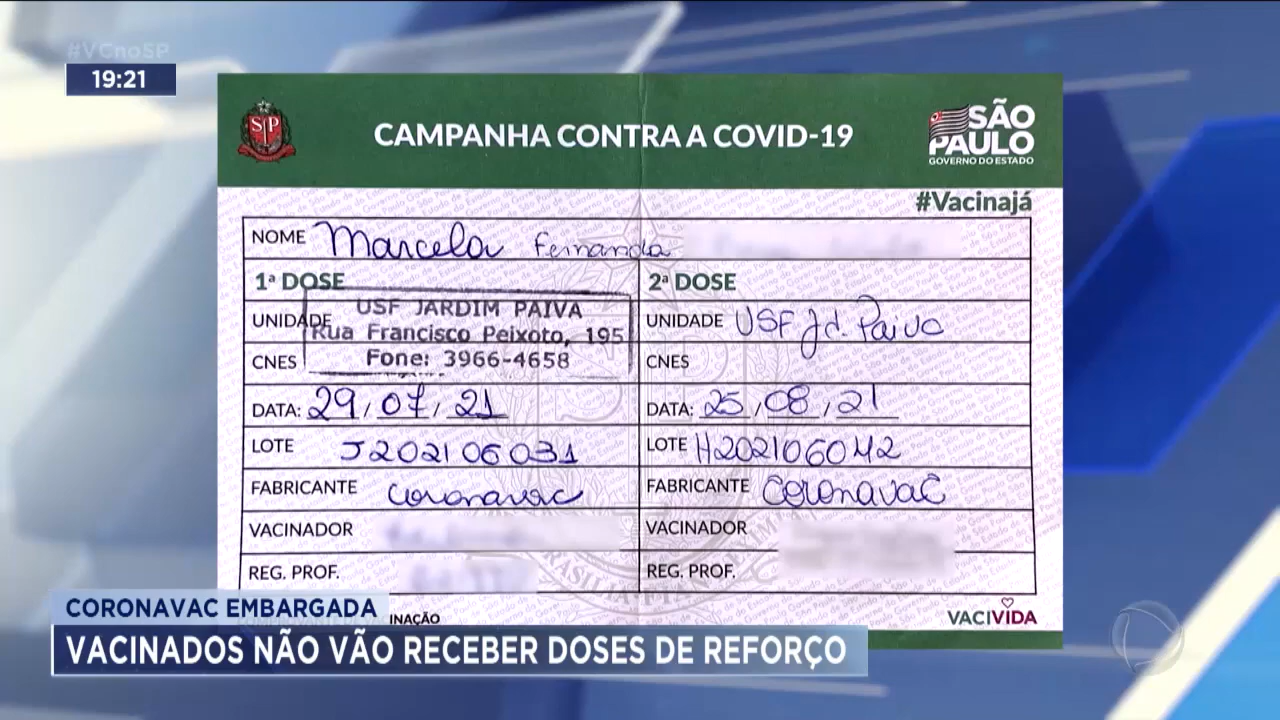 #VCnoSP
19:21
SP
CAMPANHA CONTRA A COVID-19
SÃO PAULO
GOVERNO DO ESTADO
#Vacinajá
NOME Marcela Fernanda
1ª DOSE
2ª DOSE
USF JARDIM PAIVA
Rua Francisco Peixoto, 195
Fone: 3966-4658
UNIDADE
UNIDADE USF Jd. Paiva
CNES
CNES
DATA: 29/07/21
DATA: 25/08/21
LOTE J202106031
LOTE H202106042
FABRICANTE coronavac
FABRICANTE CoronavaC
VACINADOR
VACINADOR
REG. PROF.
REG. PROF.
VACIVIDA
CORONAVAC EMBARGADA
VACINADOS NÃO VÃO RECEBER DOSES DE REFORÇO